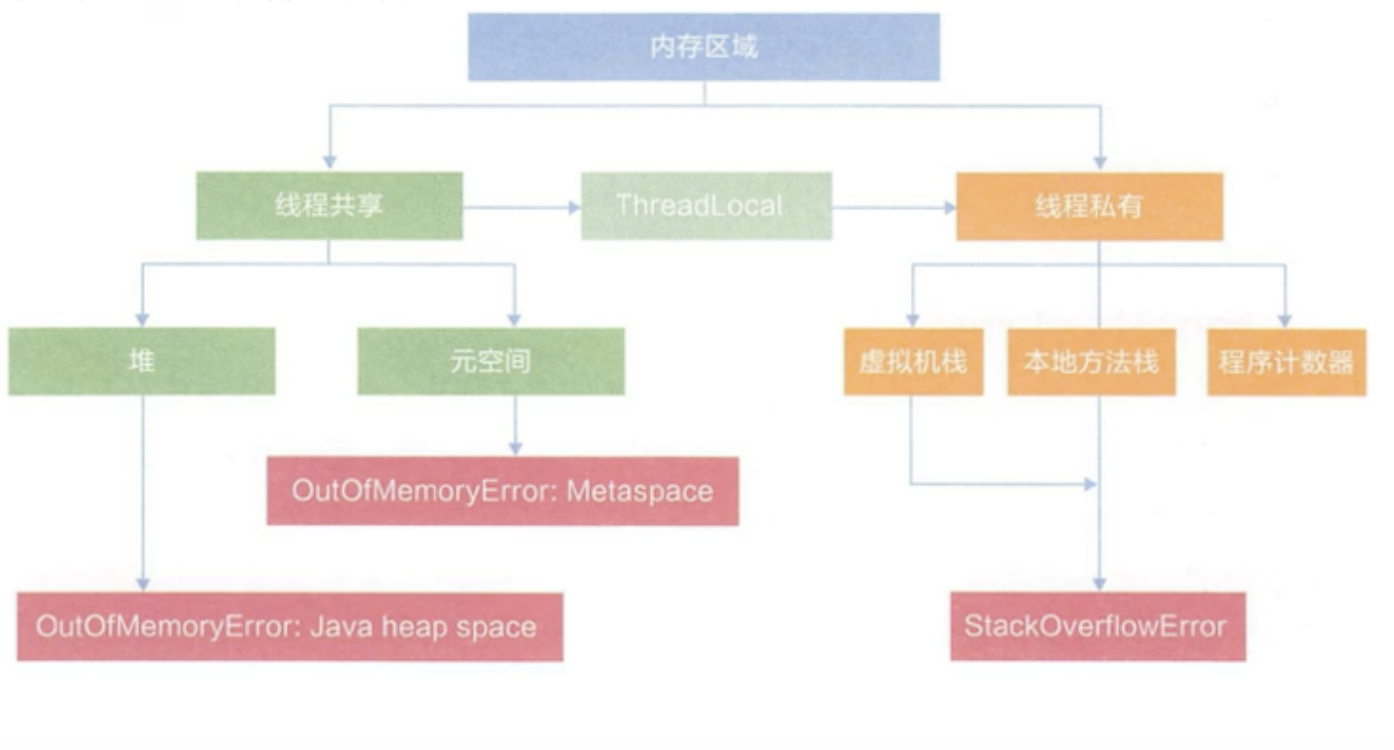 内存区域
线程共享
ThreadLocal
线程私有
堆
元空间
虚拟机栈
本地方法栈
程序计数器
OutOfMemoryError: Metaspace
OutOfMemoryError: Java heap space
StackOverflowError